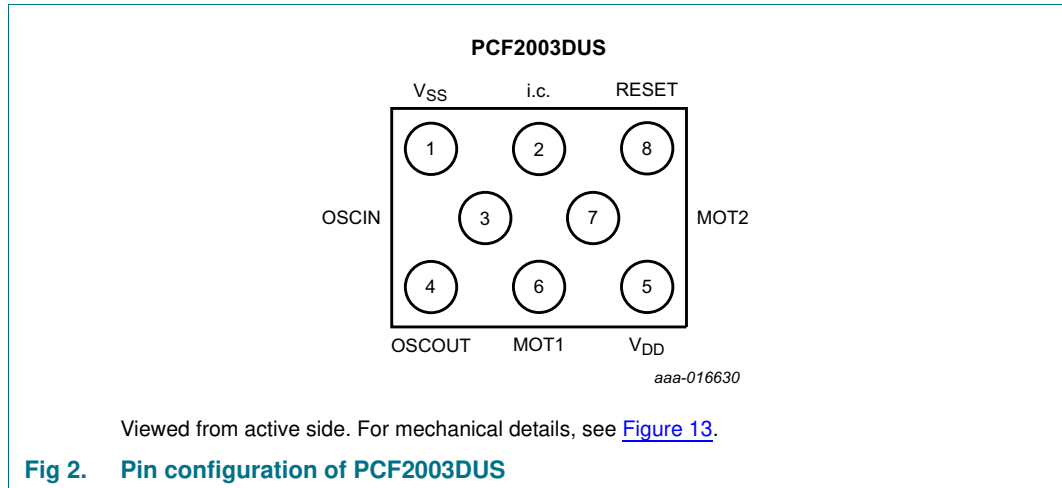 PCF2003DUS
VSS i.c. RESET
1 2 8
OSCIN 3 7 MOT2
4 6 5
OSCOUT MOT1 VDD
aaa-016630
Viewed from active side. For mechanical details, see Figure 13.
Fig 2. Pin configuration of PCF2003DUS